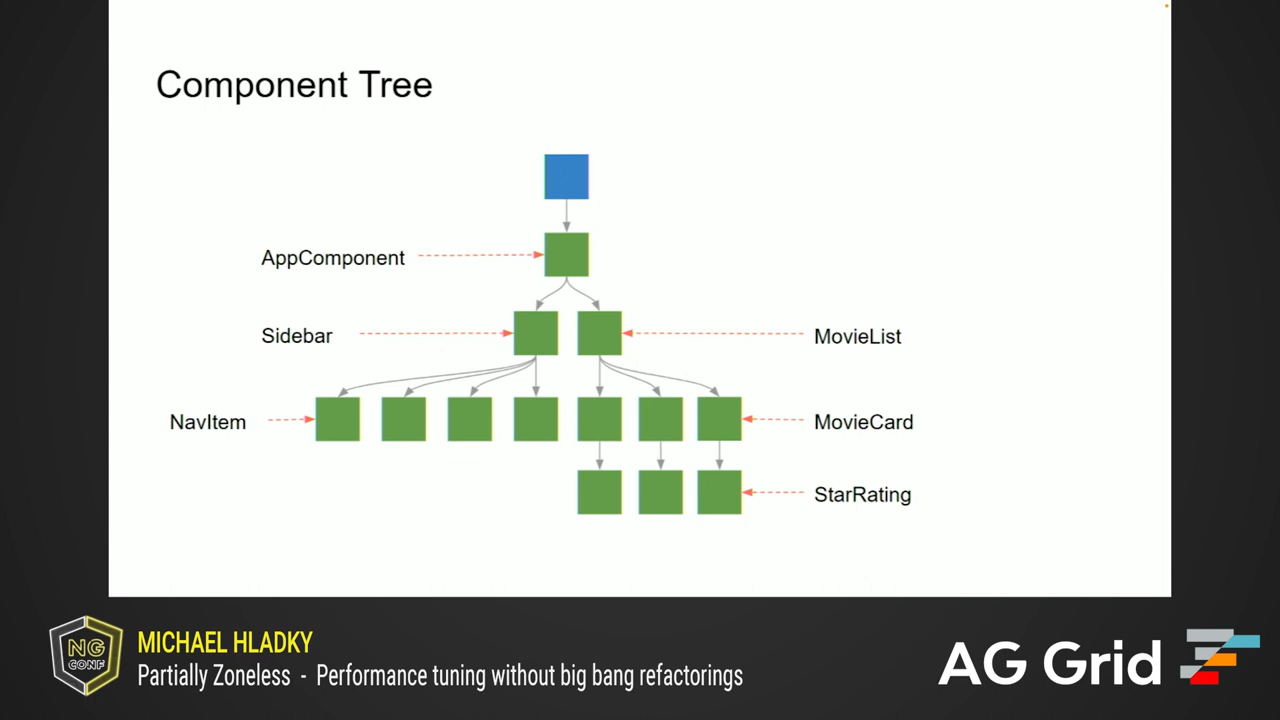 Component Tree
AppComponent
Sidebar
MovieList
NavItem
MovieCard
StarRating
NG
CONF
MICHAEL HLADKY
Partially Zoneless - Performance tuning without big bang refactorings
AG Grid